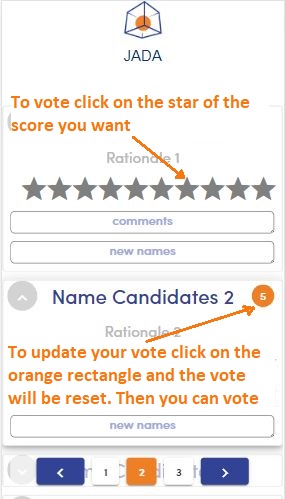 JADA
To vote click on the star of the
score you want
Rationale 1
comments
new names
Name Candidates 2
5
Rationale 2
To update your vote click on the
orange rectangle and the vote
will be reset. Then you can vote
new names
1 2 3